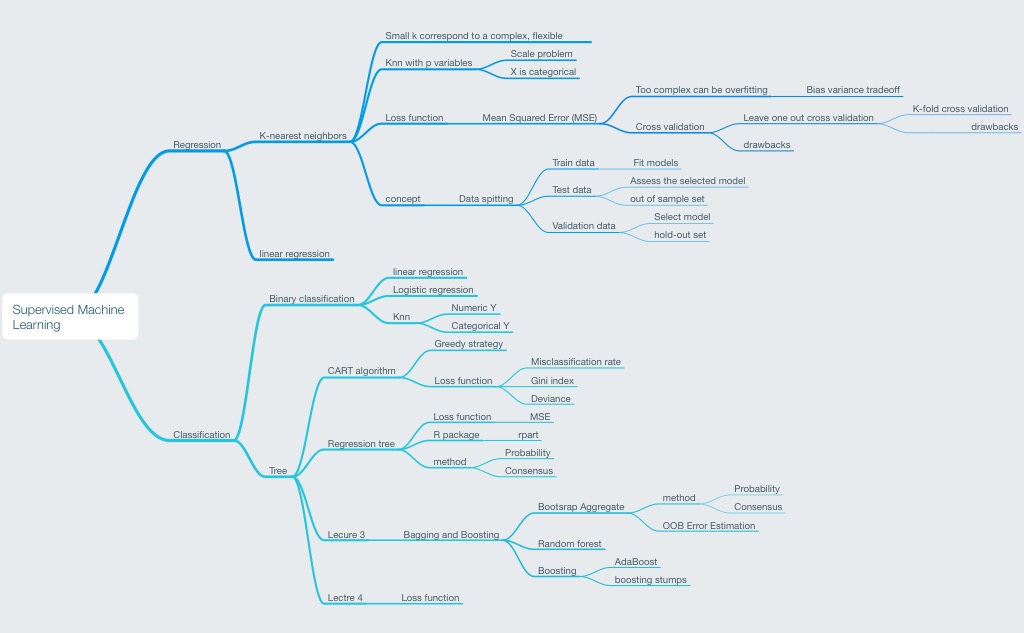 Supervised Machine
Learning
Regression
K-nearest neighbors
Small k correspond to a complex, flexible
Knn with p variables
Scale problem
X is categorical
Loss function
Mean Squared Error (MSE)
Too complex can be overfitting
Bias variance tradeoff
Cross validation
Leave one out cross validation
K-fold cross validation
drawbacks
drawbacks
concept
Data spitting
Train data
Fit models
Test data
Assess the selected model
out of sample set
Validation data
Select model
hold-out set
linear regression
Classification
Binary classification
linear regression
Logistic regression
Knn
Numeric Y
Categorical Y
Tree
CART algorithm
Greedy strategy
Loss function
Misclassification rate
Gini index
Deviance
Regression tree
Loss function
MSE
R package
rpart
method
Probability
Consensus
Lecure 3
Bagging and Boosting
Bootsrap Aggregate
method
Probability
Consensus
OOB Error Estimation
Random forest
Boosting
AdaBoost
boosting stumps
Lectre 4
Loss function